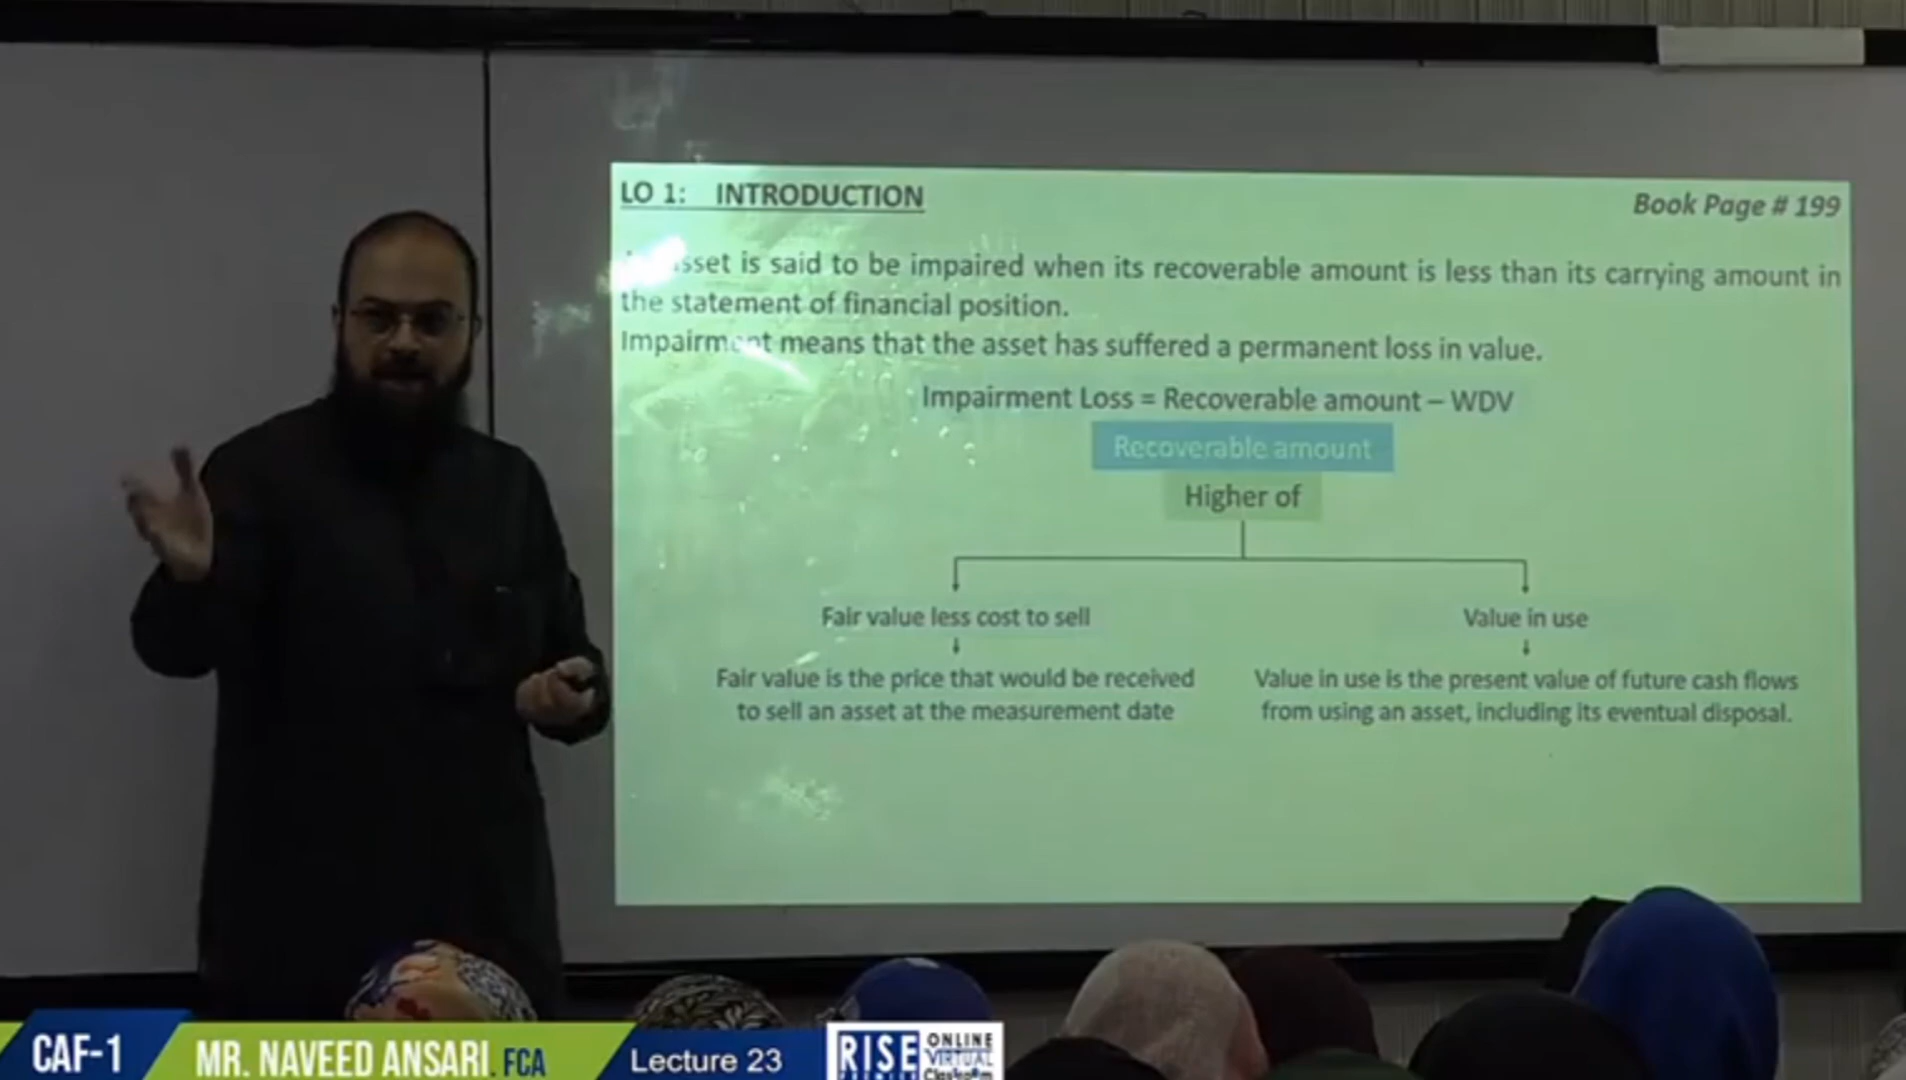 LO 1: INTRODUCTION
Book Page # 199
asset is said to be impaired when its recoverable amount is less than its carrying amount in
the statement of financial position.
Impairment means that the asset has suffered a permanent loss in value.
Impairment Loss = Recoverable amount – WDV
Recoverable amount
Higher of
Fair value less cost to sell
Value in use
Fair value is the price that would be received
to sell an asset at the measurement date
Value in use is the present value of future cash flows
from using an asset, including its eventual disposal.
CAF-1
MR. NAVEED ANSARI. FCA
Lecture 23
RISE
PREMIER
ONLINE
VIRTUAL
Classroom